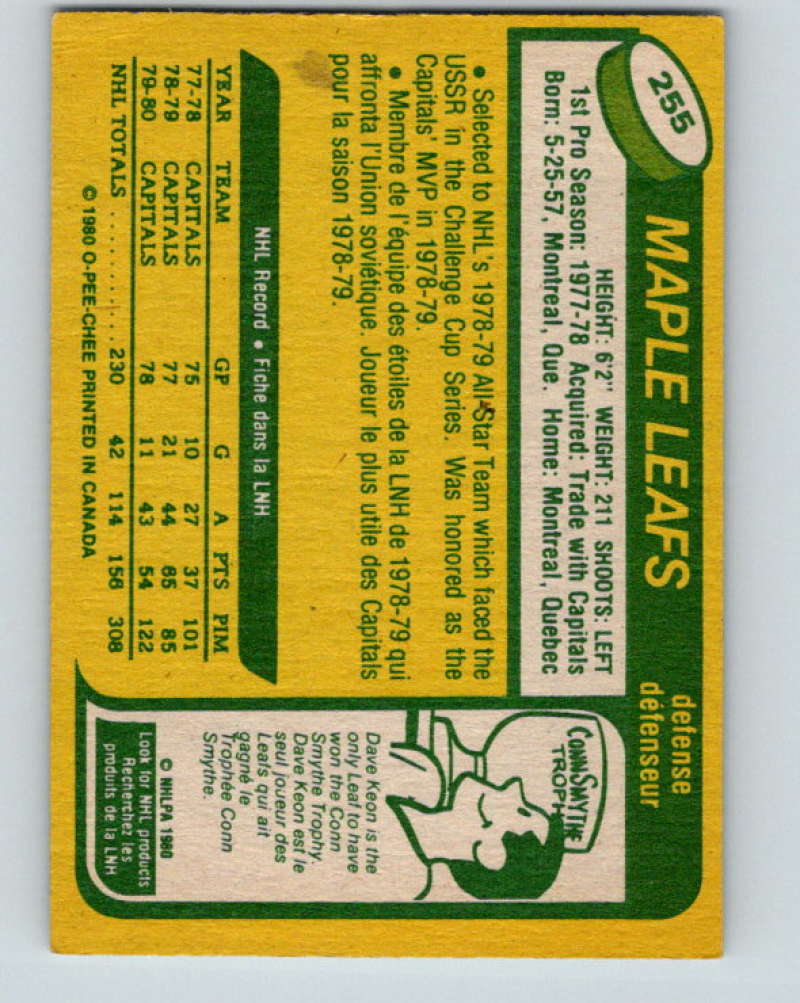 255
MAPLE LEAFS
defense
défenseur
HEIGHT: 6'2" WEIGHT: 211 SHOOTS: LEFT
1st Pro Season: 1977-78 Acquired: Trade with Capitals
Born: 5-25-57, Montreal, Que. Home: Montreal, Quebec
• Selected to NHL's 1978-79 All-Star Team which faced the
USSR in the Challenge Cup Series. Was honored as the
Capitals' MVP in 1978-79.
• Membre de l'équipe des étoiles de la LNH de 1978-79 qui
affronta l'Union soviétique. Joueur le plus utile des Capitals
pour la saison 1978-79.
NHL Record • Fiche dans la LNH
YEAR TEAM GP G A PTS PIM
77-78 CAPITALS 75 10 27 37 101
78-79 CAPITALS 77 21 44 65 85
79-80 CAPITALS 78 11 43 54 122
NHL TOTALS .......... 230 42 114 156 308
© 1980 O-PEE-CHEE PRINTED IN CANADA
CONN SMYTHE
TROPH
Dave Keon is the
only Leaf to have
won the Conn
Smythe Trophy.
Dave Keon est le
seul joueur des
Leafs qui ait
gagné le
Trophée Conn
Smythe.
© NHLPA 1980
Look for NHL products
Recherchez les
produits de la LNH